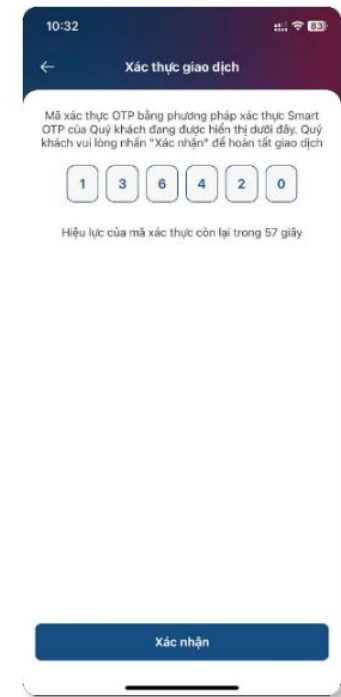 10:32
83
Xác thực giao dịch
Mã xác thực OTP bằng phương pháp xác thực Smart
OTP của Quý khách đang được hiển thị dưới đây. Quý
khách vui lòng nhấn "Xác nhận" để hoàn tất giao dịch
1 3 6 4 2 0
Hiệu lực của mã xác thực còn lại trong 57 giây
Xác nhận